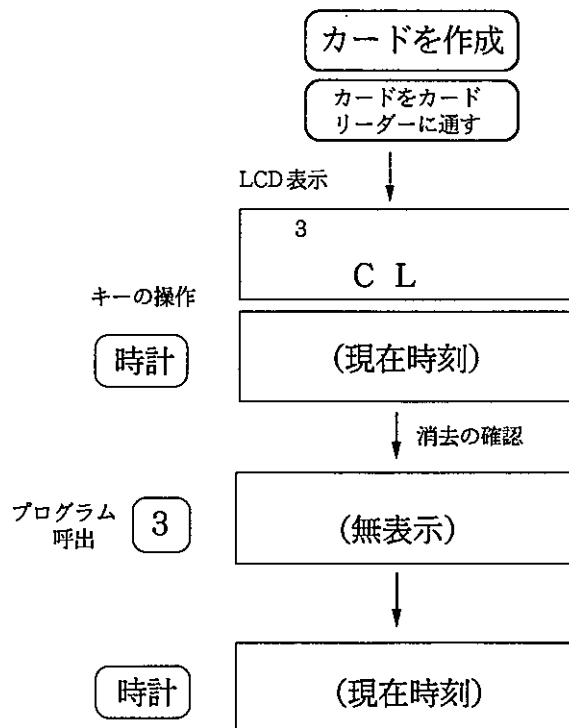 カードを作成
カードをカード
リーダーに通す
LCD表示
3
C L
キーの操作
時計
(現在時刻)
消去の確認
プログラム
呼出
3
(無表示)
時計
(現在時刻)